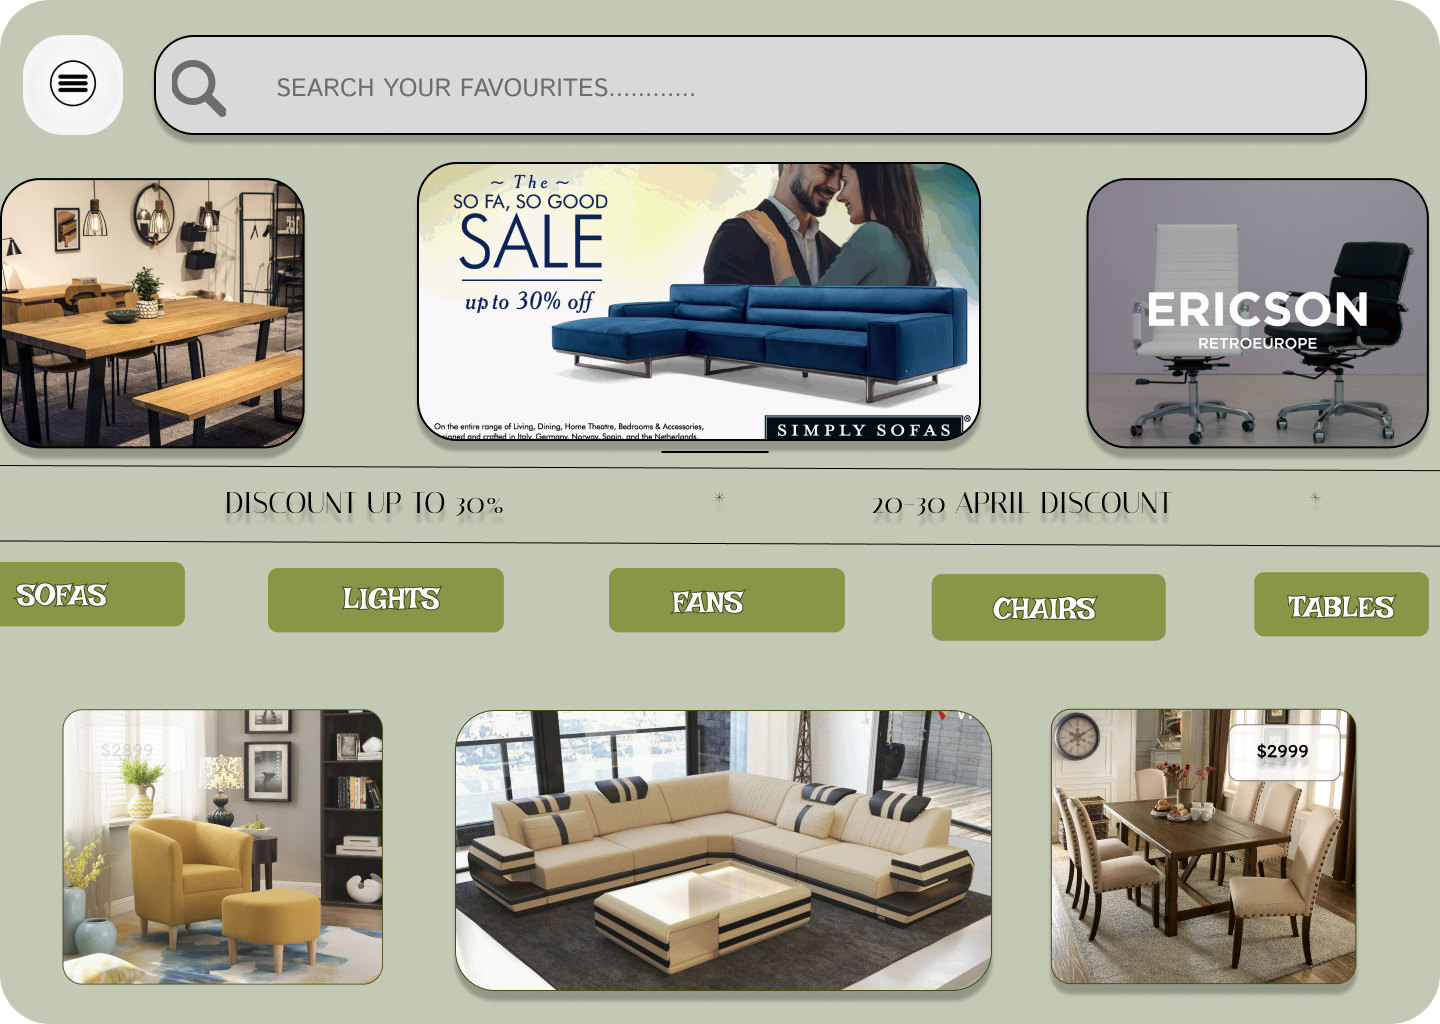 SEARCH YOUR FAVOURITES............
~ The ~
SO FA, SO GOOD
SALE
up to 30% off
On the entire range of Living, Dining, Home Theatre, Bedrooms & Accessories,
signed and crafted in Italy, Germany, Norway, Spain, and the Netherlands.
SIMPLY SOFAS®
ERICSON
RETROEUROPE
DISCOUNT UP TO 30% * 20-30 APRIL DISCOUNT *
SOFAS
LIGHTS
FANS
CHAIRS
TABLES
$2899
$2999